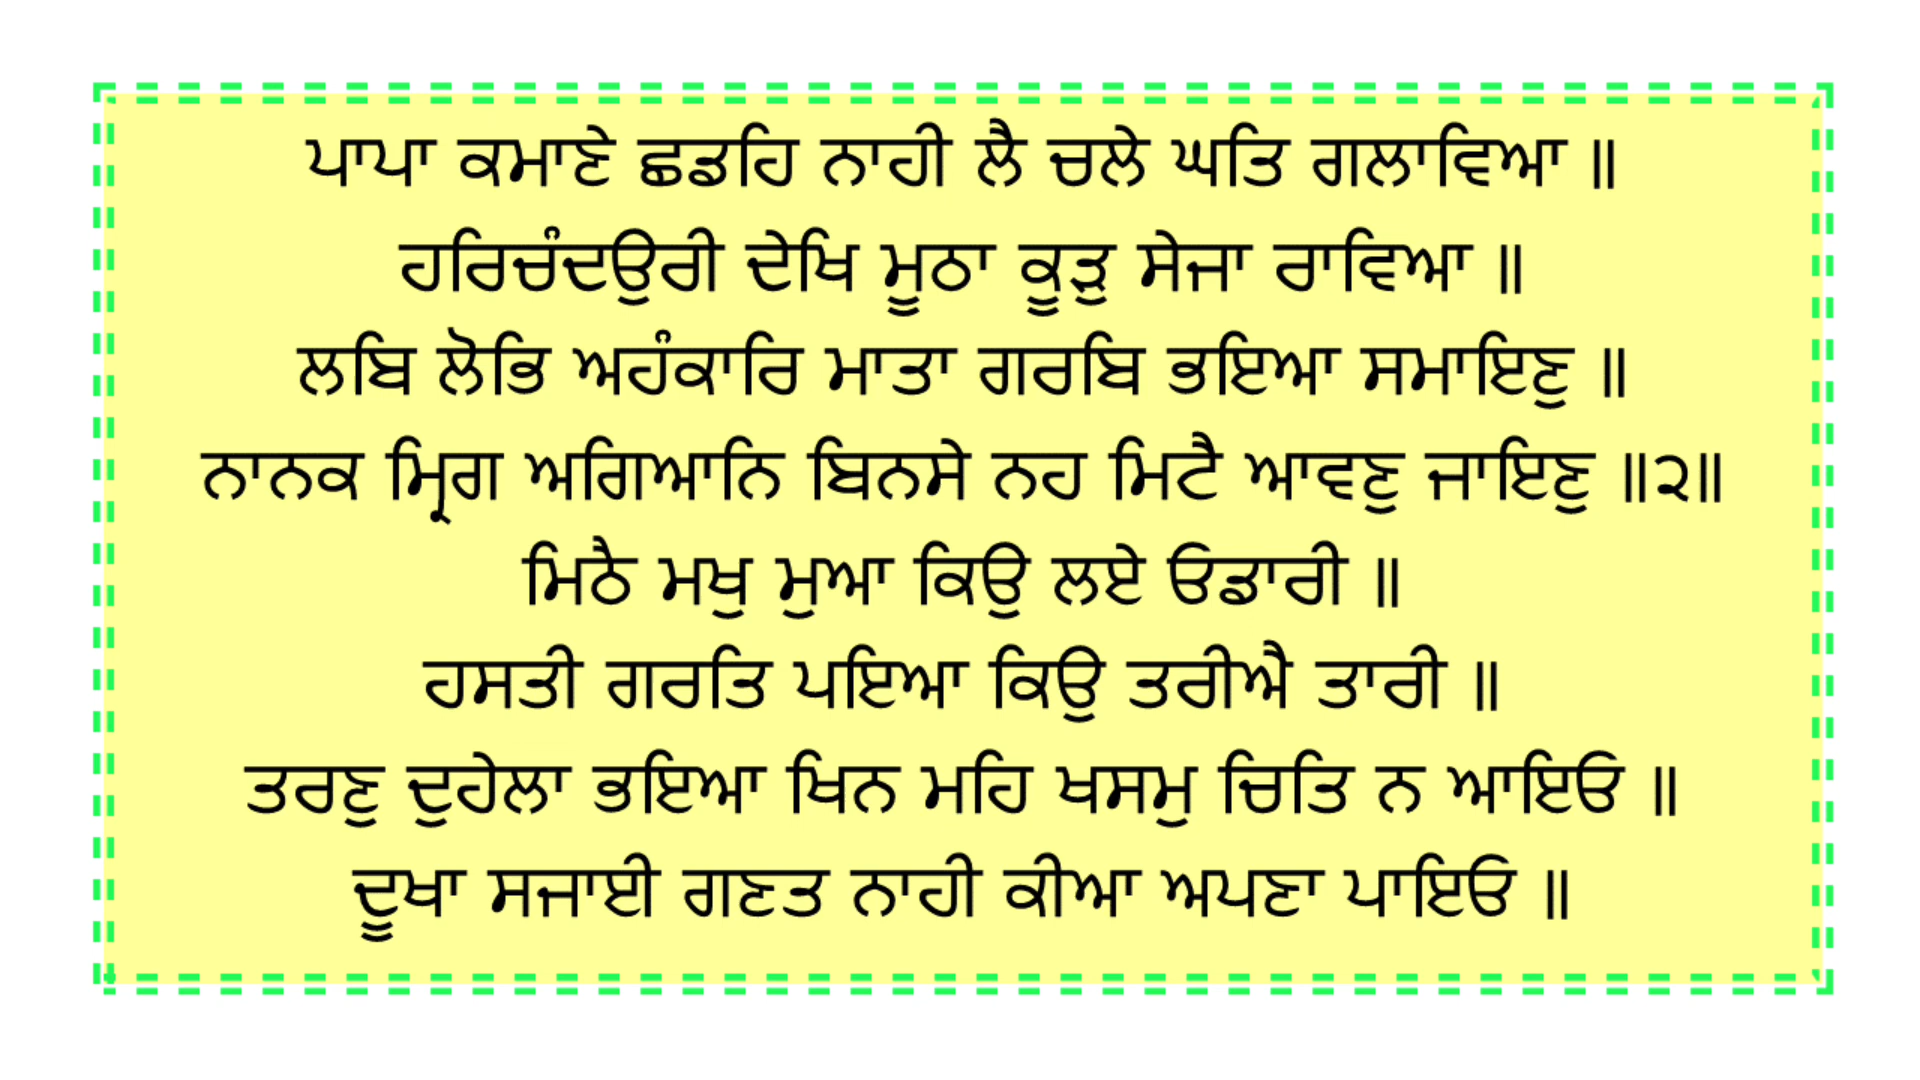 ਪਾਪਾ ਕਮਾਣੇ ਛਡਹਿ ਨਾਹੀ ਲੈ ਚਲੇ ਘਤਿ ਗਲਾਵਿਆ ॥
ਹਰਿਚੰਦਉਰੀ ਦੇਖਿ ਮੂਠਾ ਕੂੜੁ ਸੇਜਾ ਰਾਵਿਆ ॥
ਲਬਿ ਲੋਭਿ ਅਹੰਕਾਰਿ ਮਾਤਾ ਗਰਬਿ ਭਇਆ ਸਮਾਇਣੁ ॥
ਨਾਨਕ ਮ੍ਰਿਗ ਅਗਿਆਨਿ ਬਿਨਸੇ ਨਹ ਮਿਟੈ ਆਵਣੁ ਜਾਇਣੁ ॥੨॥
ਮਿਠੈ ਮਖੁ ਮੁਆ ਕਿਉ ਲਏ ਓਡਾਰੀ ॥
ਹਸਤੀ ਗਰਤਿ ਪਇਆ ਕਿਉ ਤਰੀਐ ਤਾਰੀ ॥
ਤਰਣੁ ਦੁਹੇਲਾ ਭਇਆ ਖਿਨ ਮਹਿ ਖਸਮੁ ਚਿਤਿ ਨ ਆਇਓ ॥
ਦੂਖਾ ਸਜਾਈ ਗਣਤ ਨਾਹੀ ਕੀਆ ਅਪਣਾ ਪਾਇਓ ॥